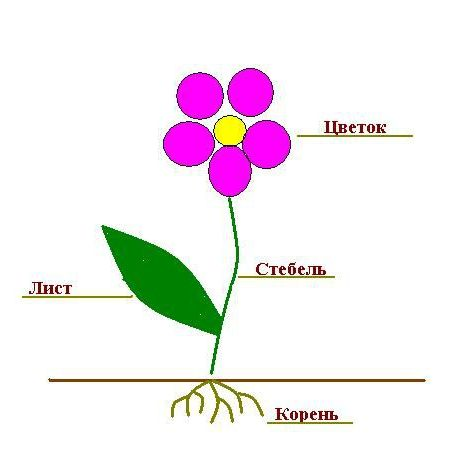 Цветок
Стебель
Лист
Корень